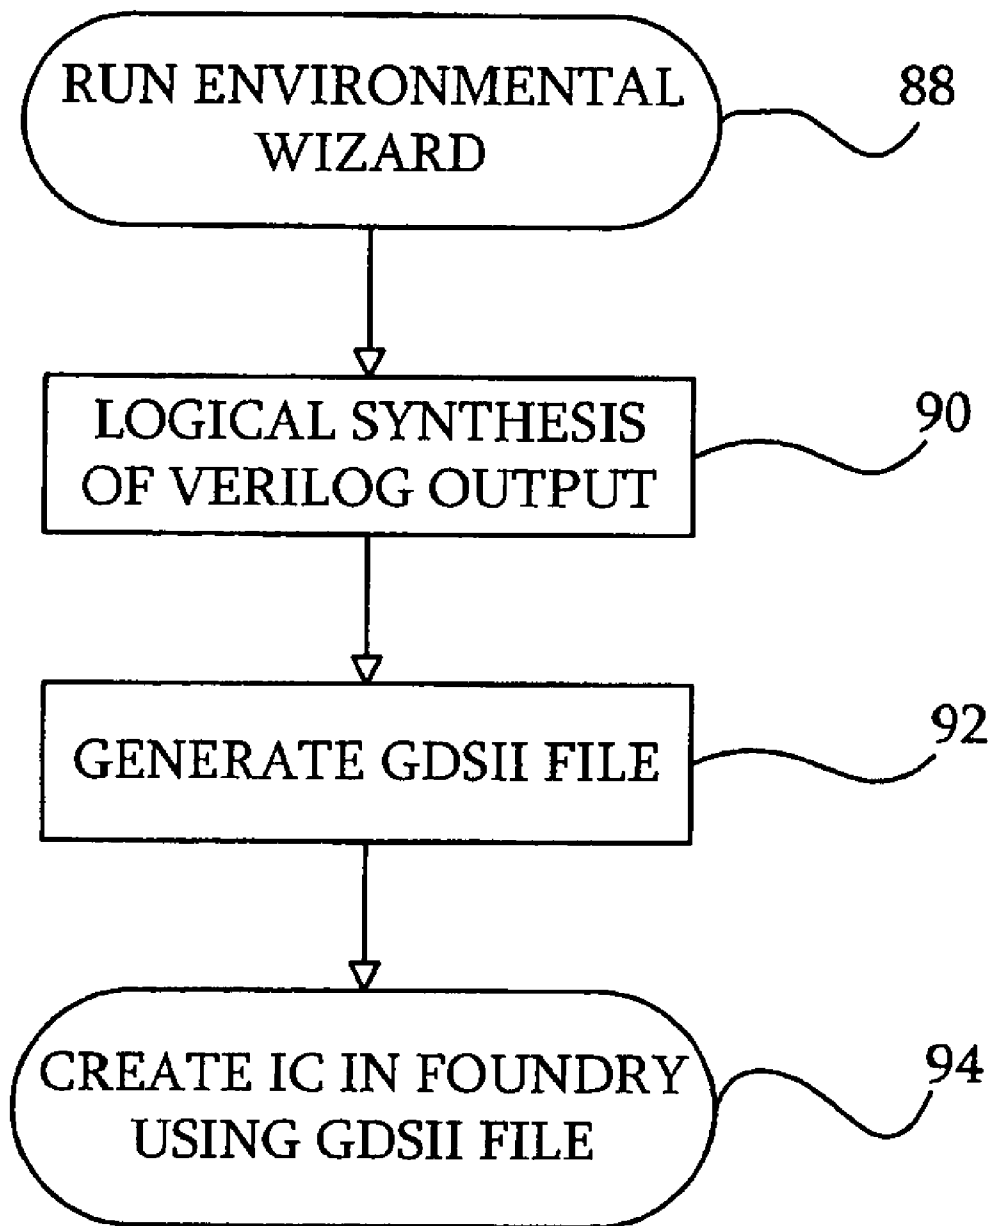 RUN ENVIRONMENTAL
WIZARD
88
LOGICAL SYNTHESIS
OF VERILOG OUTPUT
90
GENERATE GDSII FILE
92
CREATE IC IN FOUNDRY
USING GDSII FILE
94